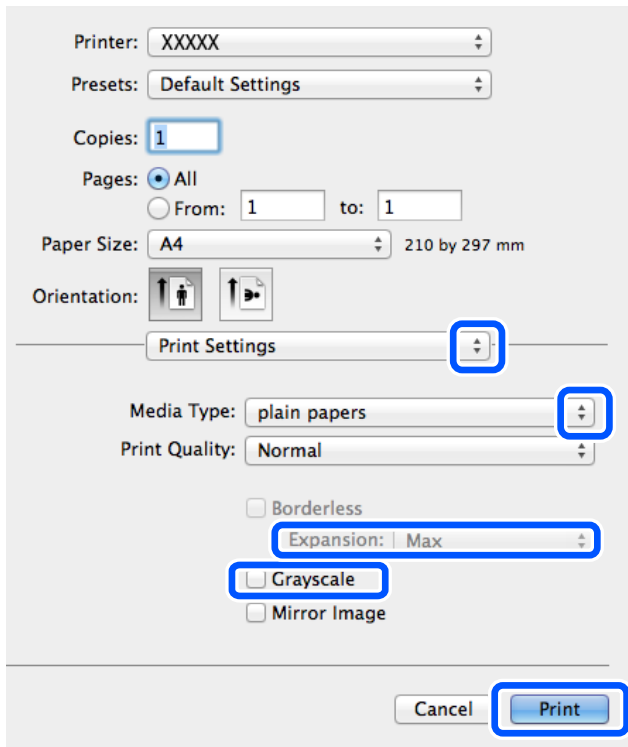 Printer: XXXXX
Presets: Default Settings
Copies: 1
Pages: All
From: 1 to: 1
Paper Size: A4 210 by 297 mm
Orientation:
Print Settings
Media Type: plain papers
Print Quality: Normal
Borderless
Expansion: Max
Grayscale
Mirror Image
Cancel Print